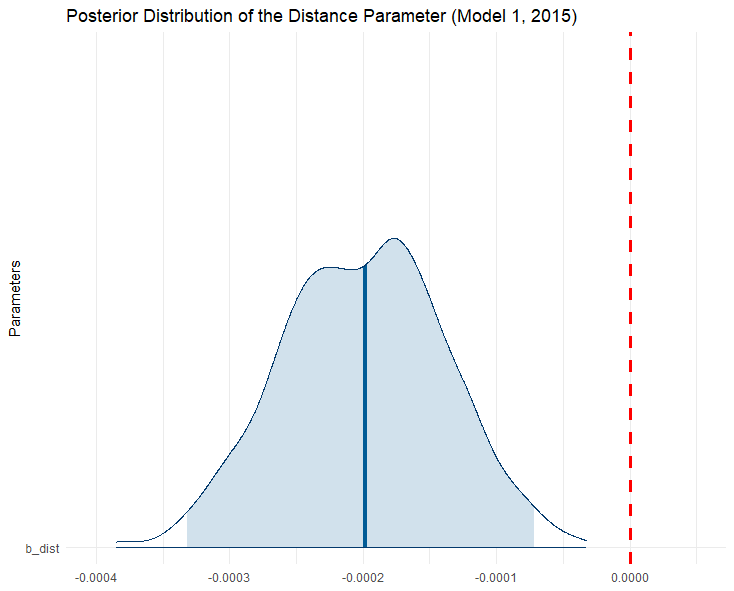 Posterior Distribution of the Distance Parameter (Model 1, 2015)
Parameters
b_dist
-0.0004 -0.0003 -0.0002 -0.0001 0.0000